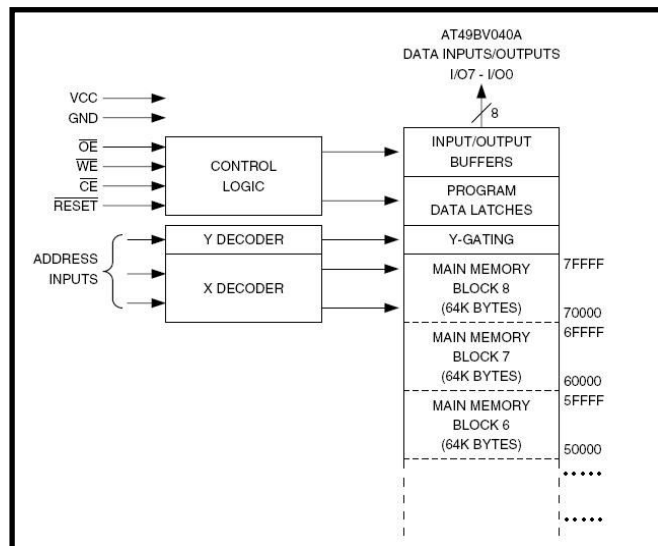 AT49BV040A
DATA INPUTS/OUTPUTS
I/O7 - I/O0
8
VCC
GND
OE
WE
CE
RESET
CONTROL
LOGIC
INPUT/OUTPUT
BUFFERS
PROGRAM
DATA LATCHES
ADDRESS
INPUTS
Y DECODER
Y-GATING
X DECODER
MAIN MEMORY
BLOCK 8
(64K BYTES)
7FFFF
70000
MAIN MEMORY
BLOCK 7
(64K BYTES)
6FFFF
60000
MAIN MEMORY
BLOCK 6
(64K BYTES)
5FFFF
50000